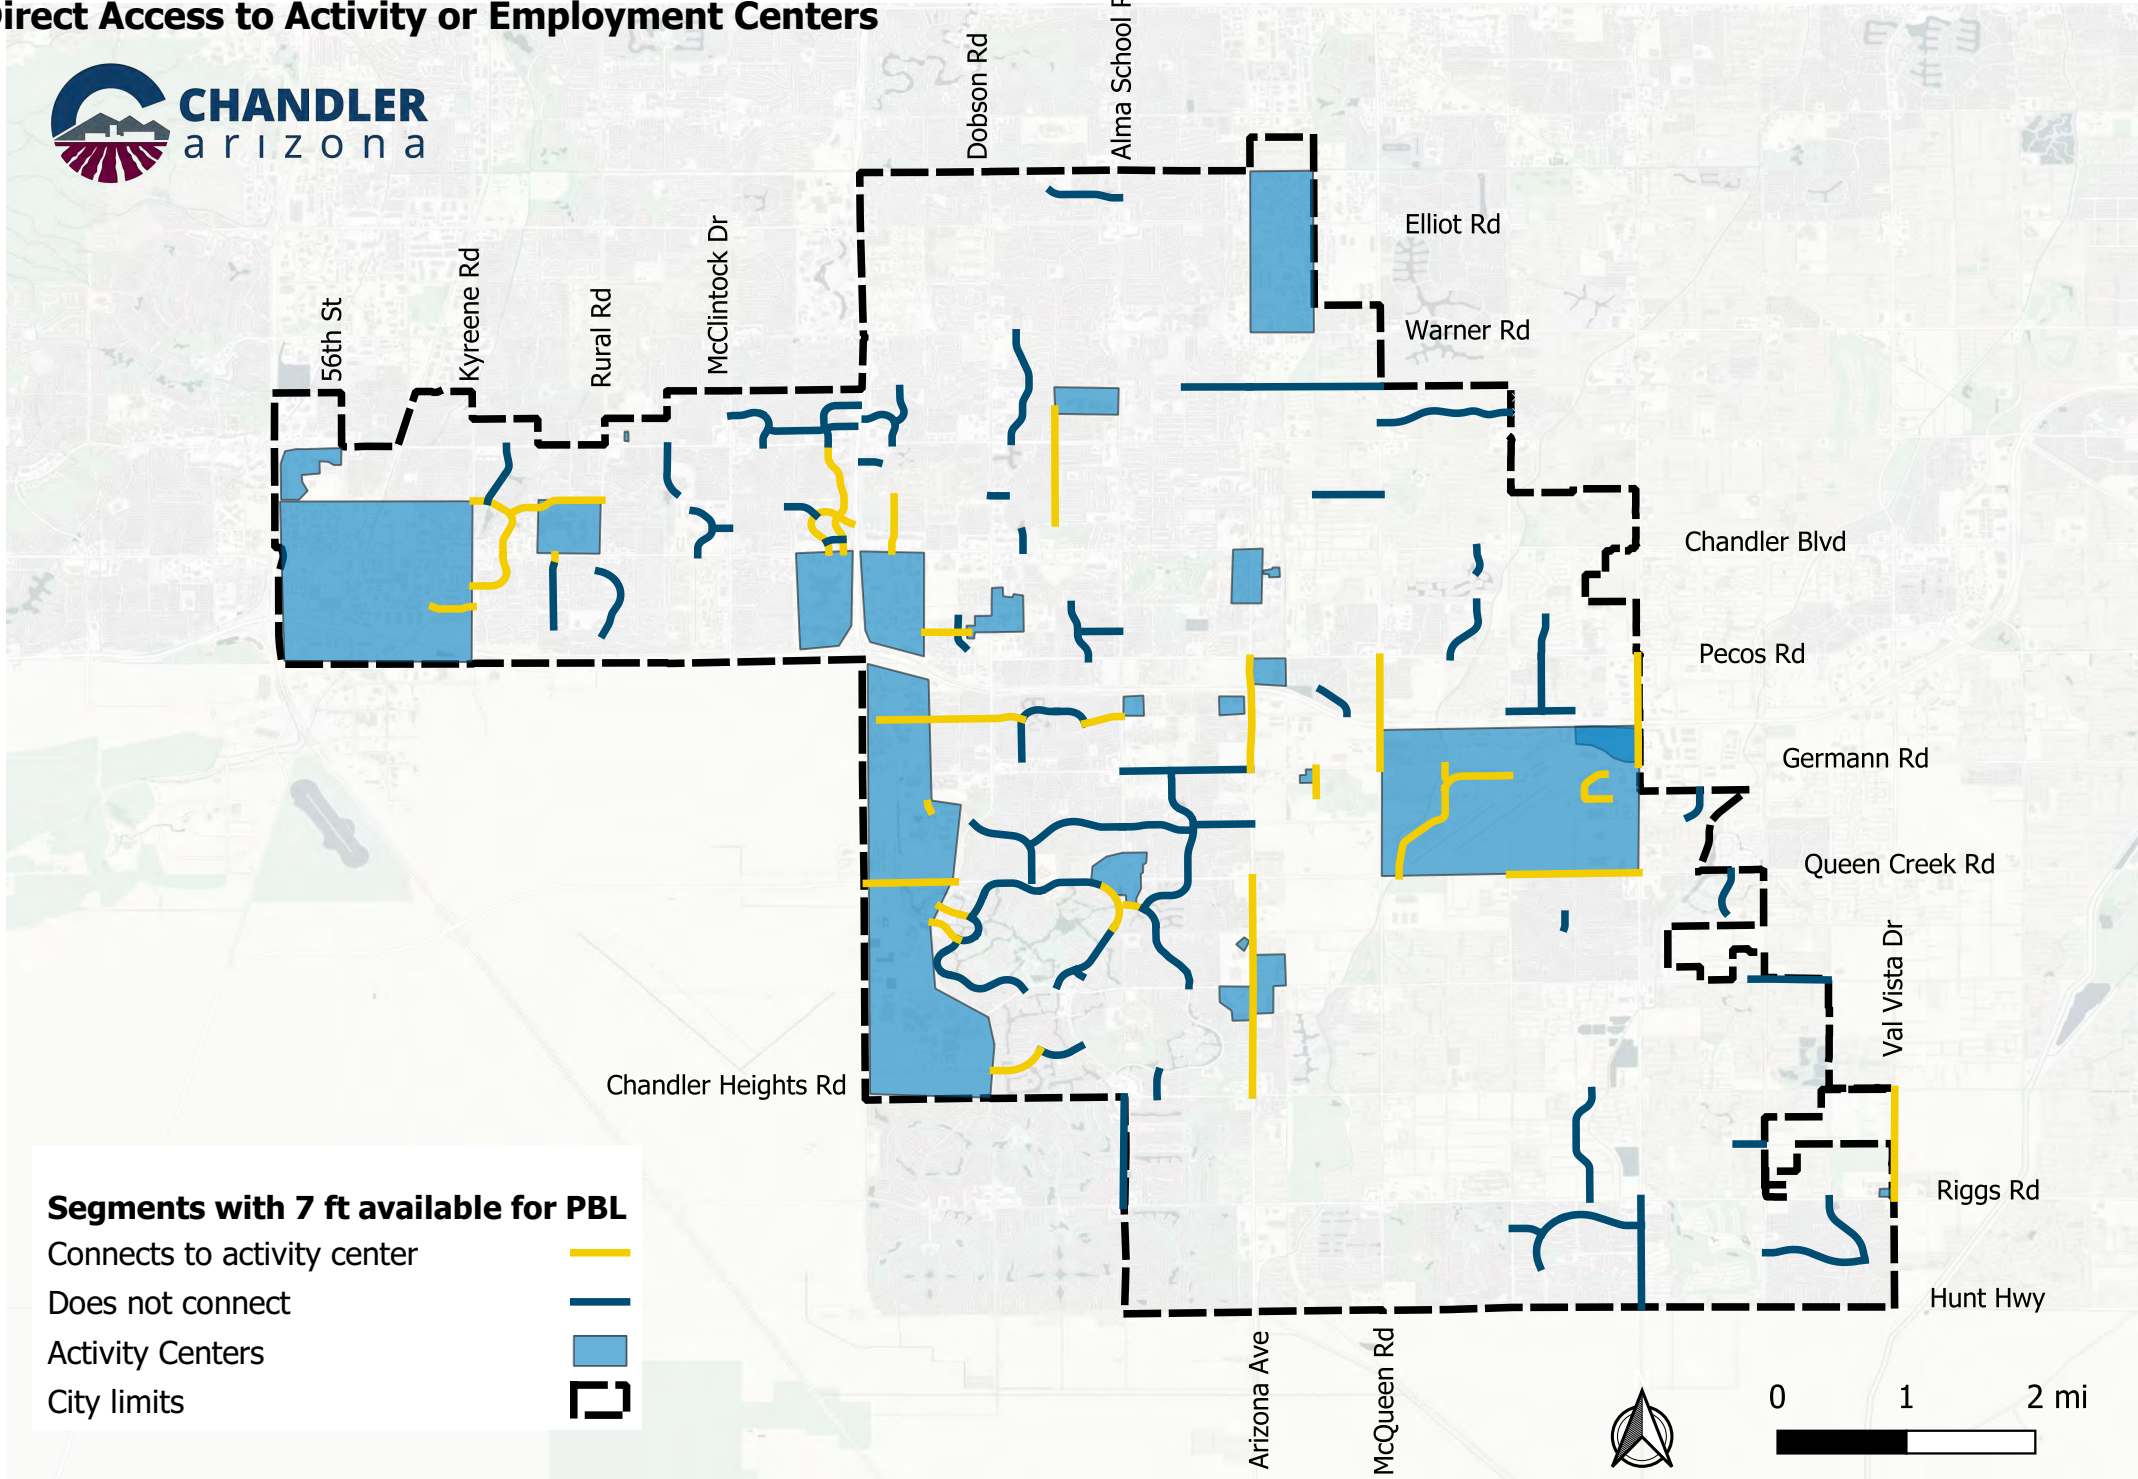 irect Access to Activity or Employment Centers
CHANDLER
arizona
Dobson Rd
Alma School
Elliot Rd
Warner Rd
56th St
Kyreene Rd
Rural Rd
McClintock Dr
Chandler Blvd
Pecos Rd
Germann Rd
Queen Creek Rd
Val Vista Dr
Chandler Heights Rd
Riggs Rd
Hunt Hwy
Arizona Ave
McQueen Rd
Segments with 7 ft available for PBL
Connects to activity center
Does not connect
Activity Centers
City limits
0 1 2 mi